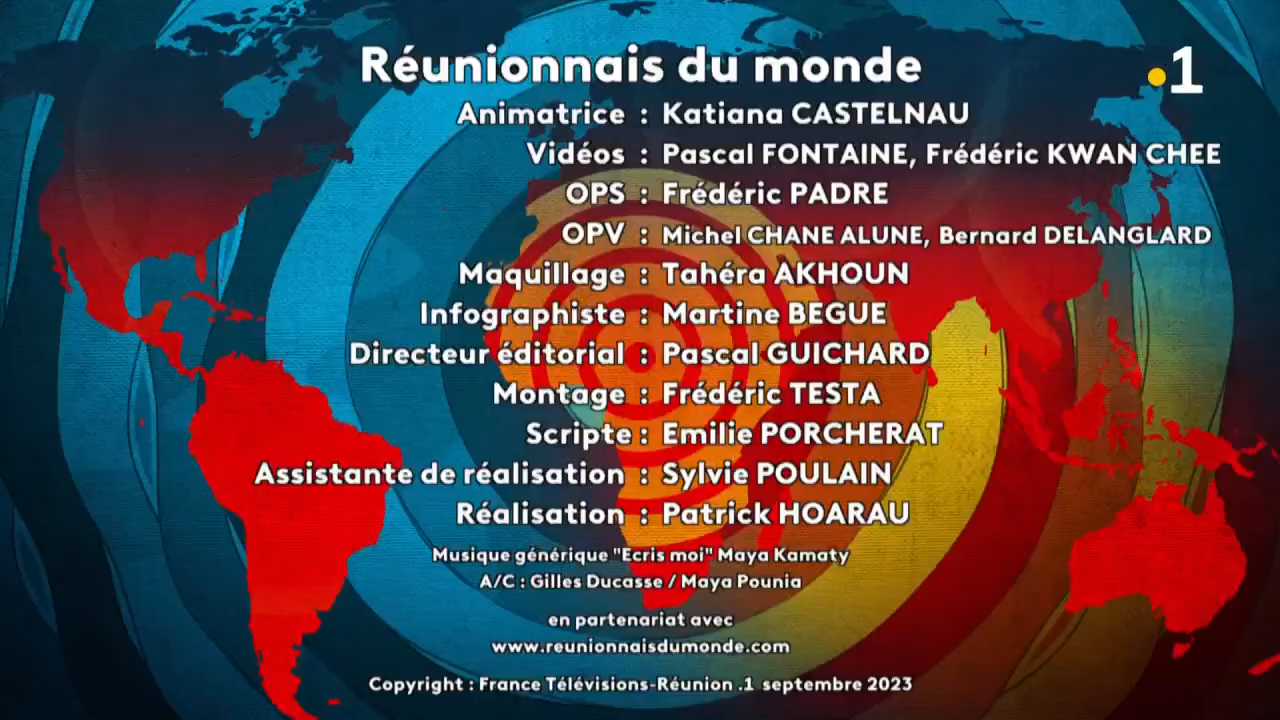 Réunionnais du monde
.1
Animatrice : Katiana CASTELNAU
Vidéos : Pascal FONTAINE, Frédéric KWAN CHEE
OPS : Frédéric PADRE
OPV : Michel CHANE ALUNE, Bernard DELANGLARD
Maquillage : Tahéra AKHOUN
Infographiste : Martine BEGUE
Directeur éditorial : Pascal GUICHARD
Montage : Frédéric TESTA
Scripte : Emilie PORCHERAT
Assistante de réalisation : Sylvie POULAIN
Réalisation : Patrick HOARAU
Musique générique "Ecris moi" Maya Kamaty
A/C : Gilles Ducasse / Maya Pounia
en partenariat avec
www.reunionnaisdumonde.com
Copyright : France Télévisions-Réunion .1 septembre 2023